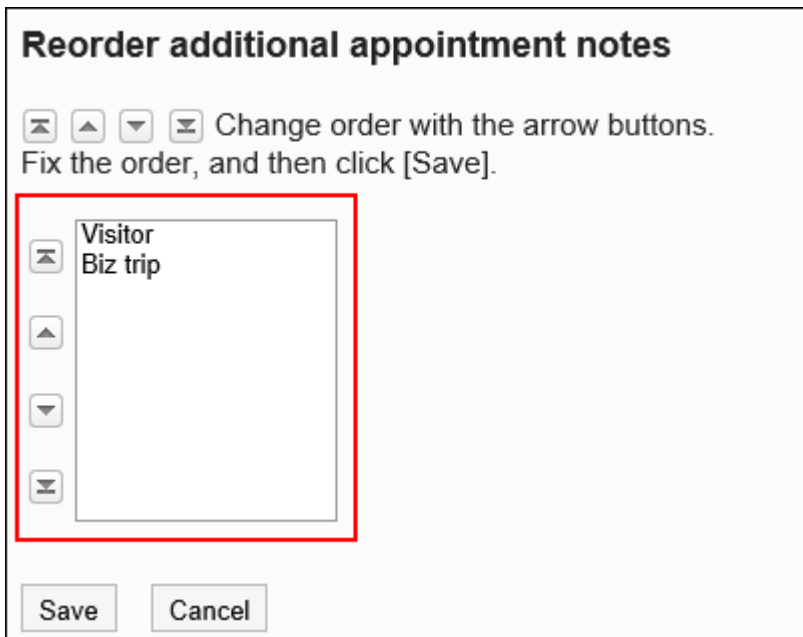 Reorder additional appointment notes
Change order with the arrow buttons.
Fix the order, and then click [Save].
Visitor
Biz trip
Save
Cancel